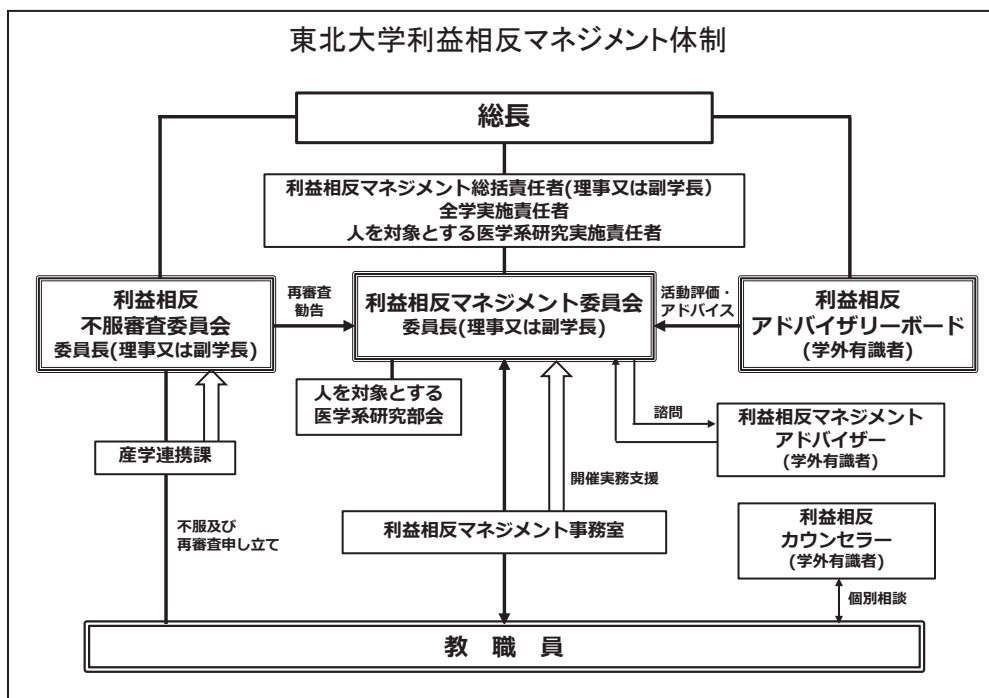 東北大学利益相反マネジメント体制
総長
利益相反マネジメント総括責任者(理事又は副学長）
全学実施責任者
人を対象とする医学系研究実施責任者
利益相反
不服審査委員会
委員長(理事又は副学長)
再審査
勧告
利益相反マネジメント委員会
委員長(理事又は副学長)
活動評価・
アドバイス
利益相反
アドバイザリーボード
(学外有識者)
人を対象とする
医学系研究部会
諮問
利益相反マネジメント
アドバイザー
(学外有識者)
産学連携課
開催実務支援
不服及び
再審査申し立て
利益相反マネジメント事務室
利益相反
カウンセラー
(学外有識者)
個別相談
教 職 員